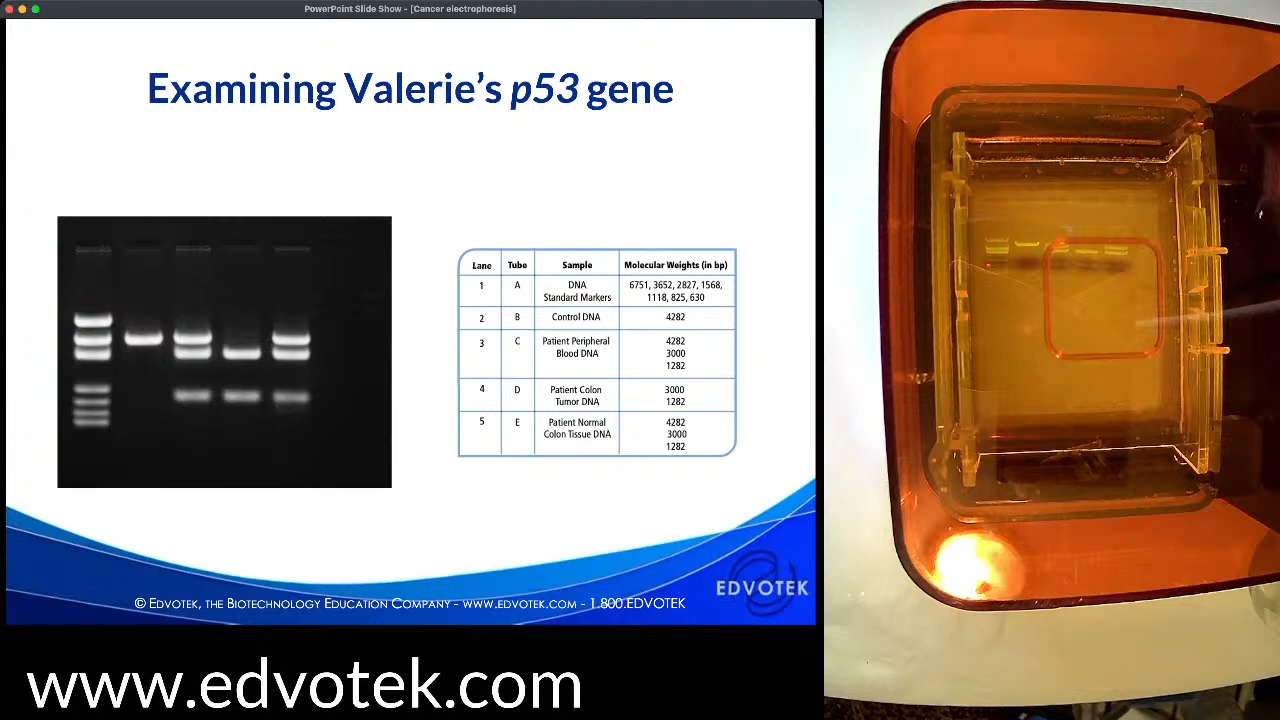 PowerPoint Slide Show - [Cancer electrophoresis]
Examining Valerie's p53 gene
Lane Tube Sample Molecular Weights (in bp)
1 A DNA Standard Markers 6751, 3652, 2827, 1568, 1118, 825, 630
2 B Control DNA 4282
3 C Patient Peripheral Blood DNA 4282 3000 1282
4 D Patient Colon Tumor DNA 3000 1282
5 E Patient Normal Colon Tissue DNA 4282 3000 1282
EDVOTEK
© EDVOTEK, THE BIOTECHNOLOGY EDUCATION COMPANY - WWW.EDVOTEK.COM - 1.800.EDVOTEK
www.edvotek.com